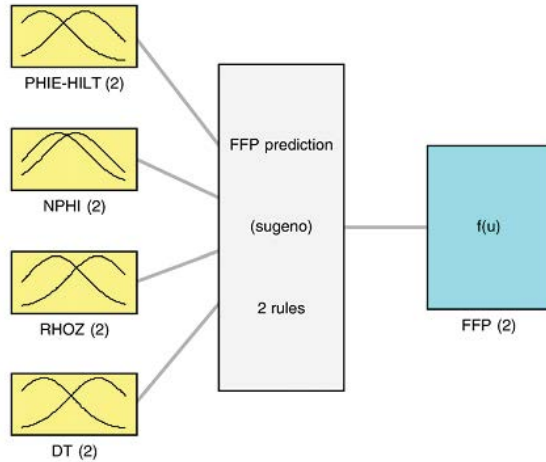 PHIE-HILT (2)
NPHI (2)
RHOZ (2)
DT (2)
FFP prediction
(sugeno)
2 rules
f(u)
FFP (2)